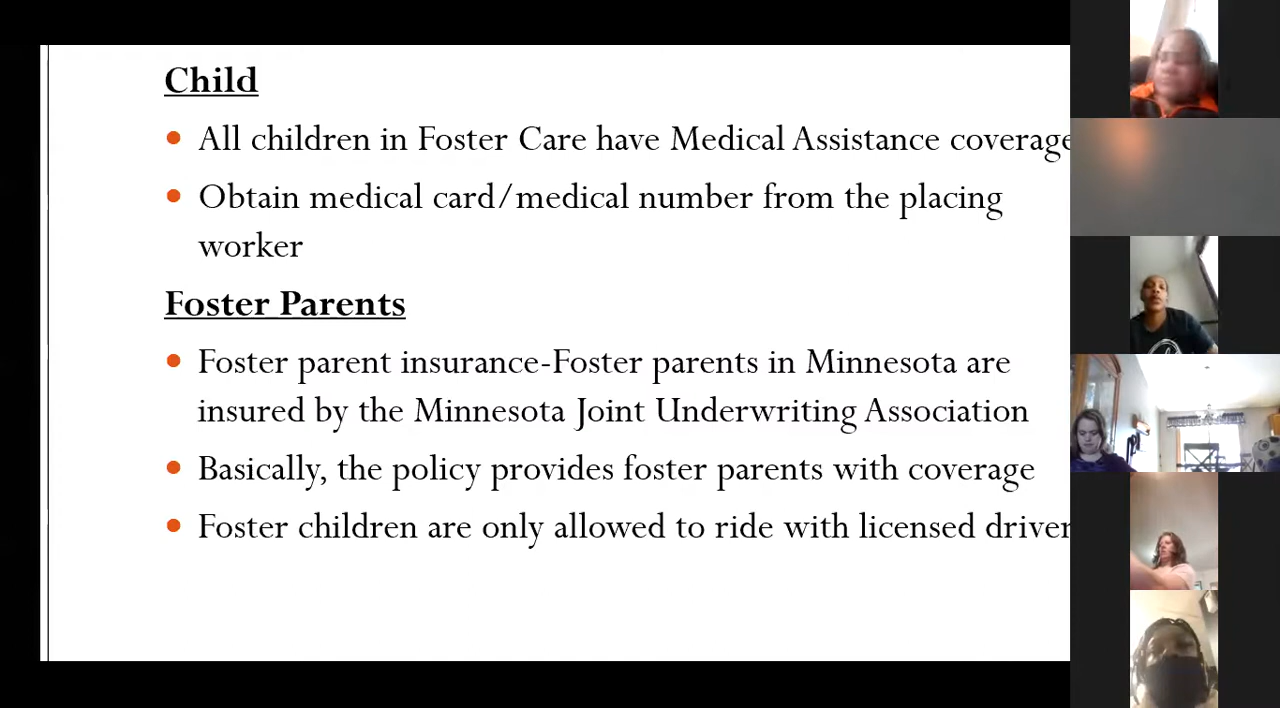 Child
All children in Foster Care have Medical Assistance coverage
Obtain medical card/medical number from the placing
worker
Foster Parents
Foster parent insurance-Foster parents in Minnesota are
insured by the Minnesota Joint Underwriting Association
Basically, the policy provides foster parents with coverage
Foster children are only allowed to ride with licensed driver